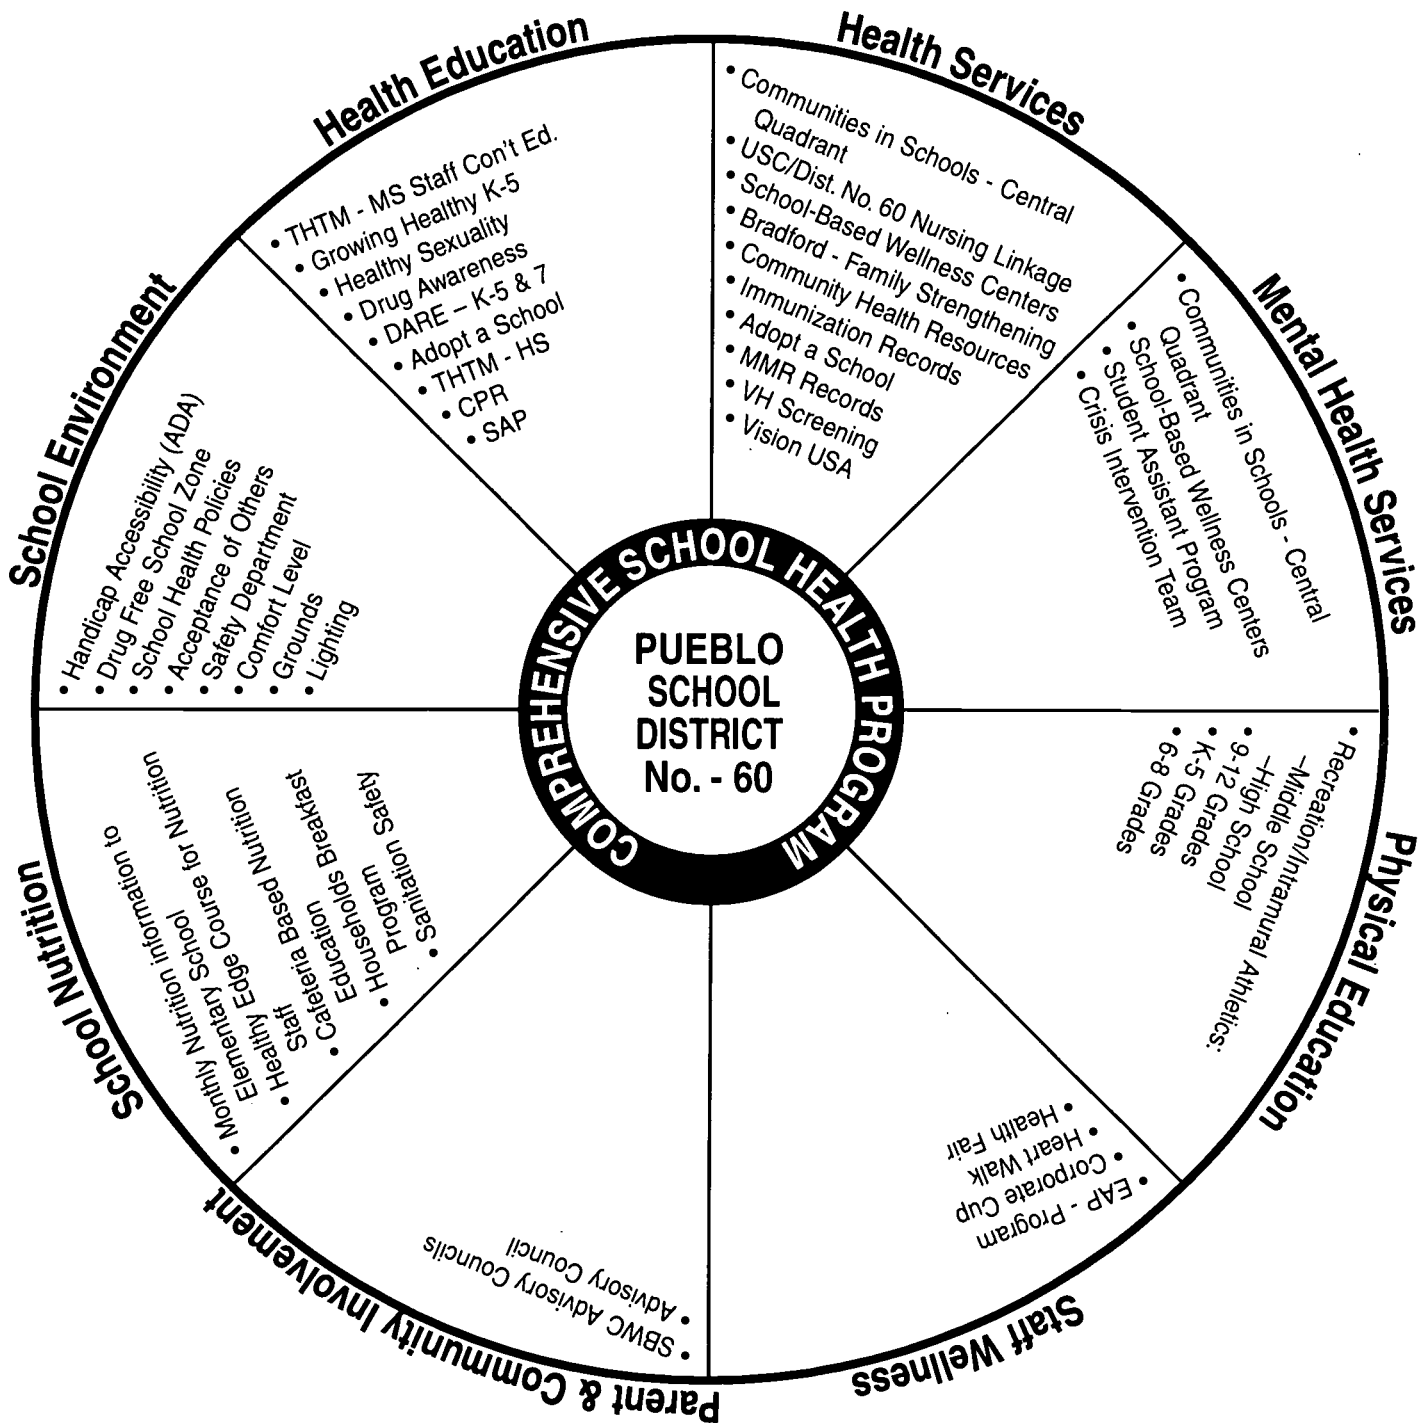 Health Education
• THTM - MS Staff Con't Ed.
• Growing Healthy K-5
• Healthy Sexuality
• Drug Awareness
• DARE – K-5 & 7
• Adopt a School
• THTM - HS
• CPR
• SAP
Health Services
• Communities in Schools - Central
Quadrant
• USC/Dist. No. 60 Nursing Linkage
• School-Based Wellness Centers
• Bradford - Family Strengthening
• Community Health Resources
• Immunization Records
• Adopt a School
• MMR Records
• VH Screening
• Vision USA
Mental Health Services
• Communities in Schools - Central
Quadrant
• School-Based Wellness Centers
• Student Assistant Program
• Crisis Intervention Team
Physical Education
• Recreation/Intramural Athletics:
–Middle School
–High School
• 9-12 Grades
• K-5 Grades
• 6-8 Grades
Staff Wellness
• EAP - Program
• Corporate Cup
• Heart Walk
• Health Fair
Parent & Community Involvement
• SBWC Advisory Councils
• Advisory Council
School Nutrition
• Monthly Nutrition information to
Elementary School
• Healthy Edge Course for Nutrition
Staff
• Cafeteria Based Nutrition
Education
• Households Breakfast
Program
• Sanitation Safety
School Environment
• Handicap Accessibility (ADA)
• Drug Free School Zone
• School Health Policies
• Acceptance of Others
• Safety Department
• Comfort Level
• Grounds
• Lighting
COMPREHENSIVE SCHOOL HEALTH PROGRAM
PUEBLO
SCHOOL
DISTRICT
No. - 60